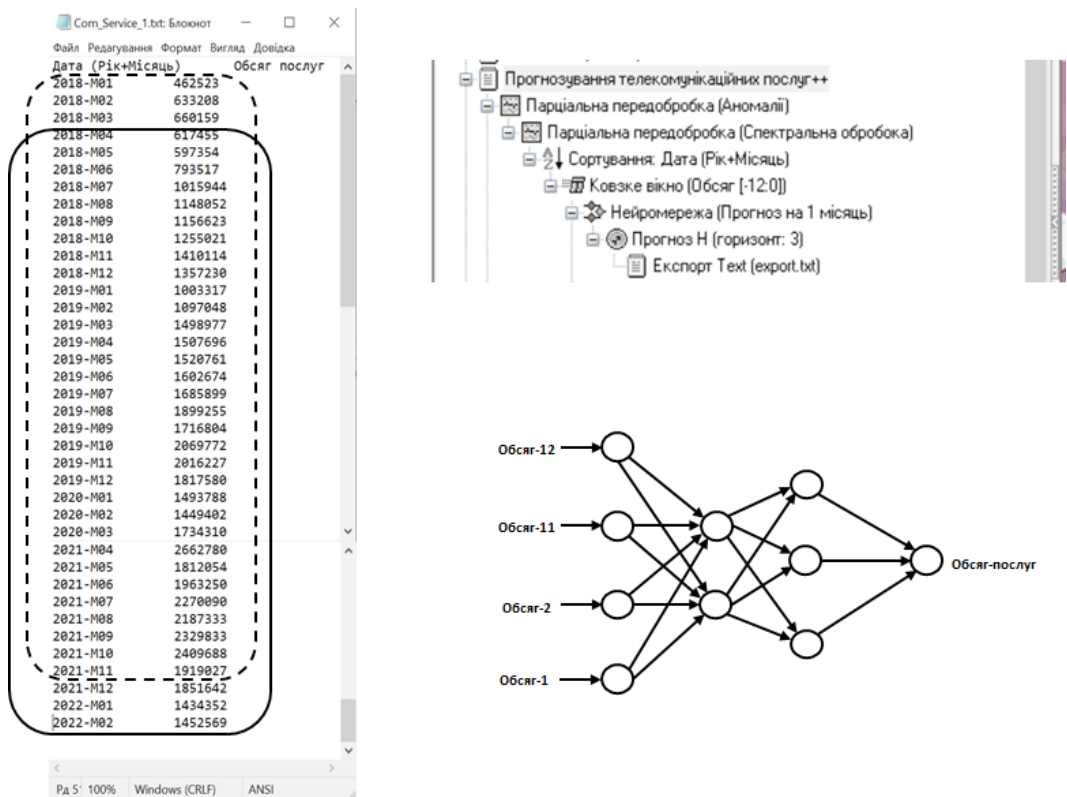 Com_Service_1.txt: Блокнот
Файл Редагування Формат Вигляд Довідка
Дата (Рік+Місяць) Обсяг послуг
2018-M01 462523
2018-M02 633208
2018-M03 660159
2018-M04 617455
2018-M05 597354
2018-M06 793517
2018-M07 1015944
2018-M08 1148052
2018-M09 1156623
2018-M10 1255021
2018-M11 1410114
2018-M12 1357230
2019-M01 1003317
2019-M02 1097048
2019-M03 1498977
2019-M04 1507696
2019-M05 1520761
2019-M06 1602674
2019-M07 1685899
2019-M08 1899255
2019-M09 1716804
2019-M10 2069772
2019-M11 2016227
2019-M12 1817580
2020-M01 1493788
2020-M02 1449402
2020-M03 1734310
2021-M04 2662780
2021-M05 1812054
2021-M06 1963250
2021-M07 2270090
2021-M08 2187333
2021-M09 2329833
2021-M10 2409688
2021-M11 1919027
2021-M12 1851642
2022-M01 1434352
2022-M02 1452569
Рд 5 100% Windows (CRLF) ANSI
Прогнозування телекомунікаційних послуг++
Парціальна передобробка (Аномалії)
Парціальна передобробка (Спектральна обробока)
Сортування: Дата (Рік+Місяць)
Ковзке вікно (Обсяг [-12:0])
Нейромережа (Прогноз на 1 місяць)
Прогноз Н (горизонт: 3)
Експорт Text (export.txt)
Обсяг-12
Обсяг-11
Обсяг-2
Обсяг-1
Обсяг-послуг